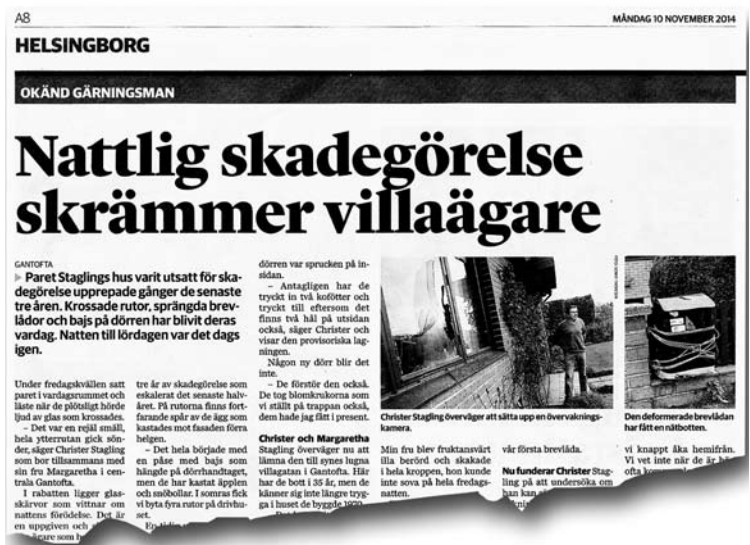 A8
MÅNDAG 10 NOVEMBER 2014
HELSINGBORG
OKÄND GÄRNINGSMAN
Nattlig skadegörelse
skrämmer villaägare
GANTOFTA
Paret Staglings hus varit utsatt för ska-
degörelse upprepade gånger de senaste
tre åren. Krossade rutor, sprängda brev-
lådor och bajs på dörren har blivit deras
vardag. Natten till lördagen var det dags
igen.
Under fredagskvällen satt
paret i vardagsrummet och
läste när de plötsligt hörde
ljud av glas som krossades.
– Det var en rejäl smäll,
hela ytterrutan gick sön-
der, säger Christer Stagling
som bor tillsammans med
sin fru Margaretha i cen-
trala Gantofta.
I rabatten ligger glas-
skärvor som vittnar om
nattens förödelse. Det är
en uppgiven och
ägare som
tre år av skadegörelse som
eskalerat det senaste halv-
året. På rutorna finns fort-
farande spår av de ägg som
kastades mot fasaden förra
helgen.
– Det hela började med
en påse med bajs som
hängde på dörrhandtaget,
men de har kastat äpplen
och snöbollar. I somras fick
vi byta fyra rutor på drivhu-
set.
En tidig
dörren var sprucken på in-
sidan.
– Antagligen har de
tryckt in två kofötter och
tryckt till eftersom det
finns två hål på utsidan
också, säger Christer och
visar den provisoriska lag-
ningen.
Någon ny dörr blir det
inte.
– De förstör den också.
De tog blomkrukorna som
vi ställt på trappan också,
dem hade jag fått i present.
Christer och Margaretha
Stagling överväger nu att
lämna den till synes lugna
villagatan i Gantofta. Här
har de bott i 35 år, men de
känner sig inte längre tryg-
ga i huset de byggde 1979.
Christer Stagling överväger att sätta upp en övervaknings-
kamera.
Den deformerade brevlådan
har fått en nätbotten.
Min fru blev fruktansvärt
illa berörd och skakade
i hela kroppen, hon kunde
inte sova på hela fredags-
natten.
vår första brevlåda.
Nu funderar Christer Stag-
ling på att undersöka om
han kan
vi knappt åka hemifrån.
Vi vet inte när de är här
ofta